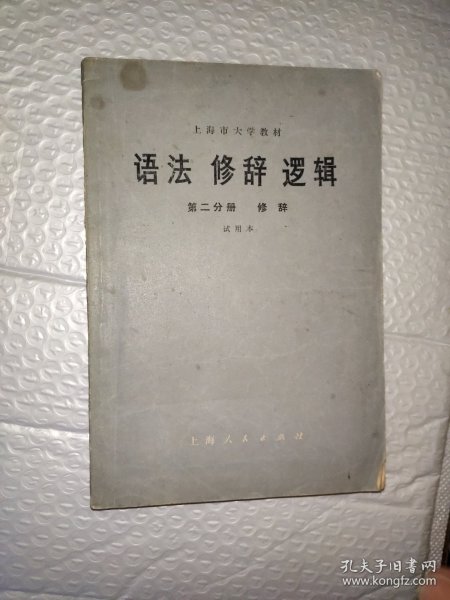 上海市大学教材
语法 修辞 逻辑
第二分册 修辞
试用本
上海人民出版社
孔夫子旧书网
www.kongfz.com